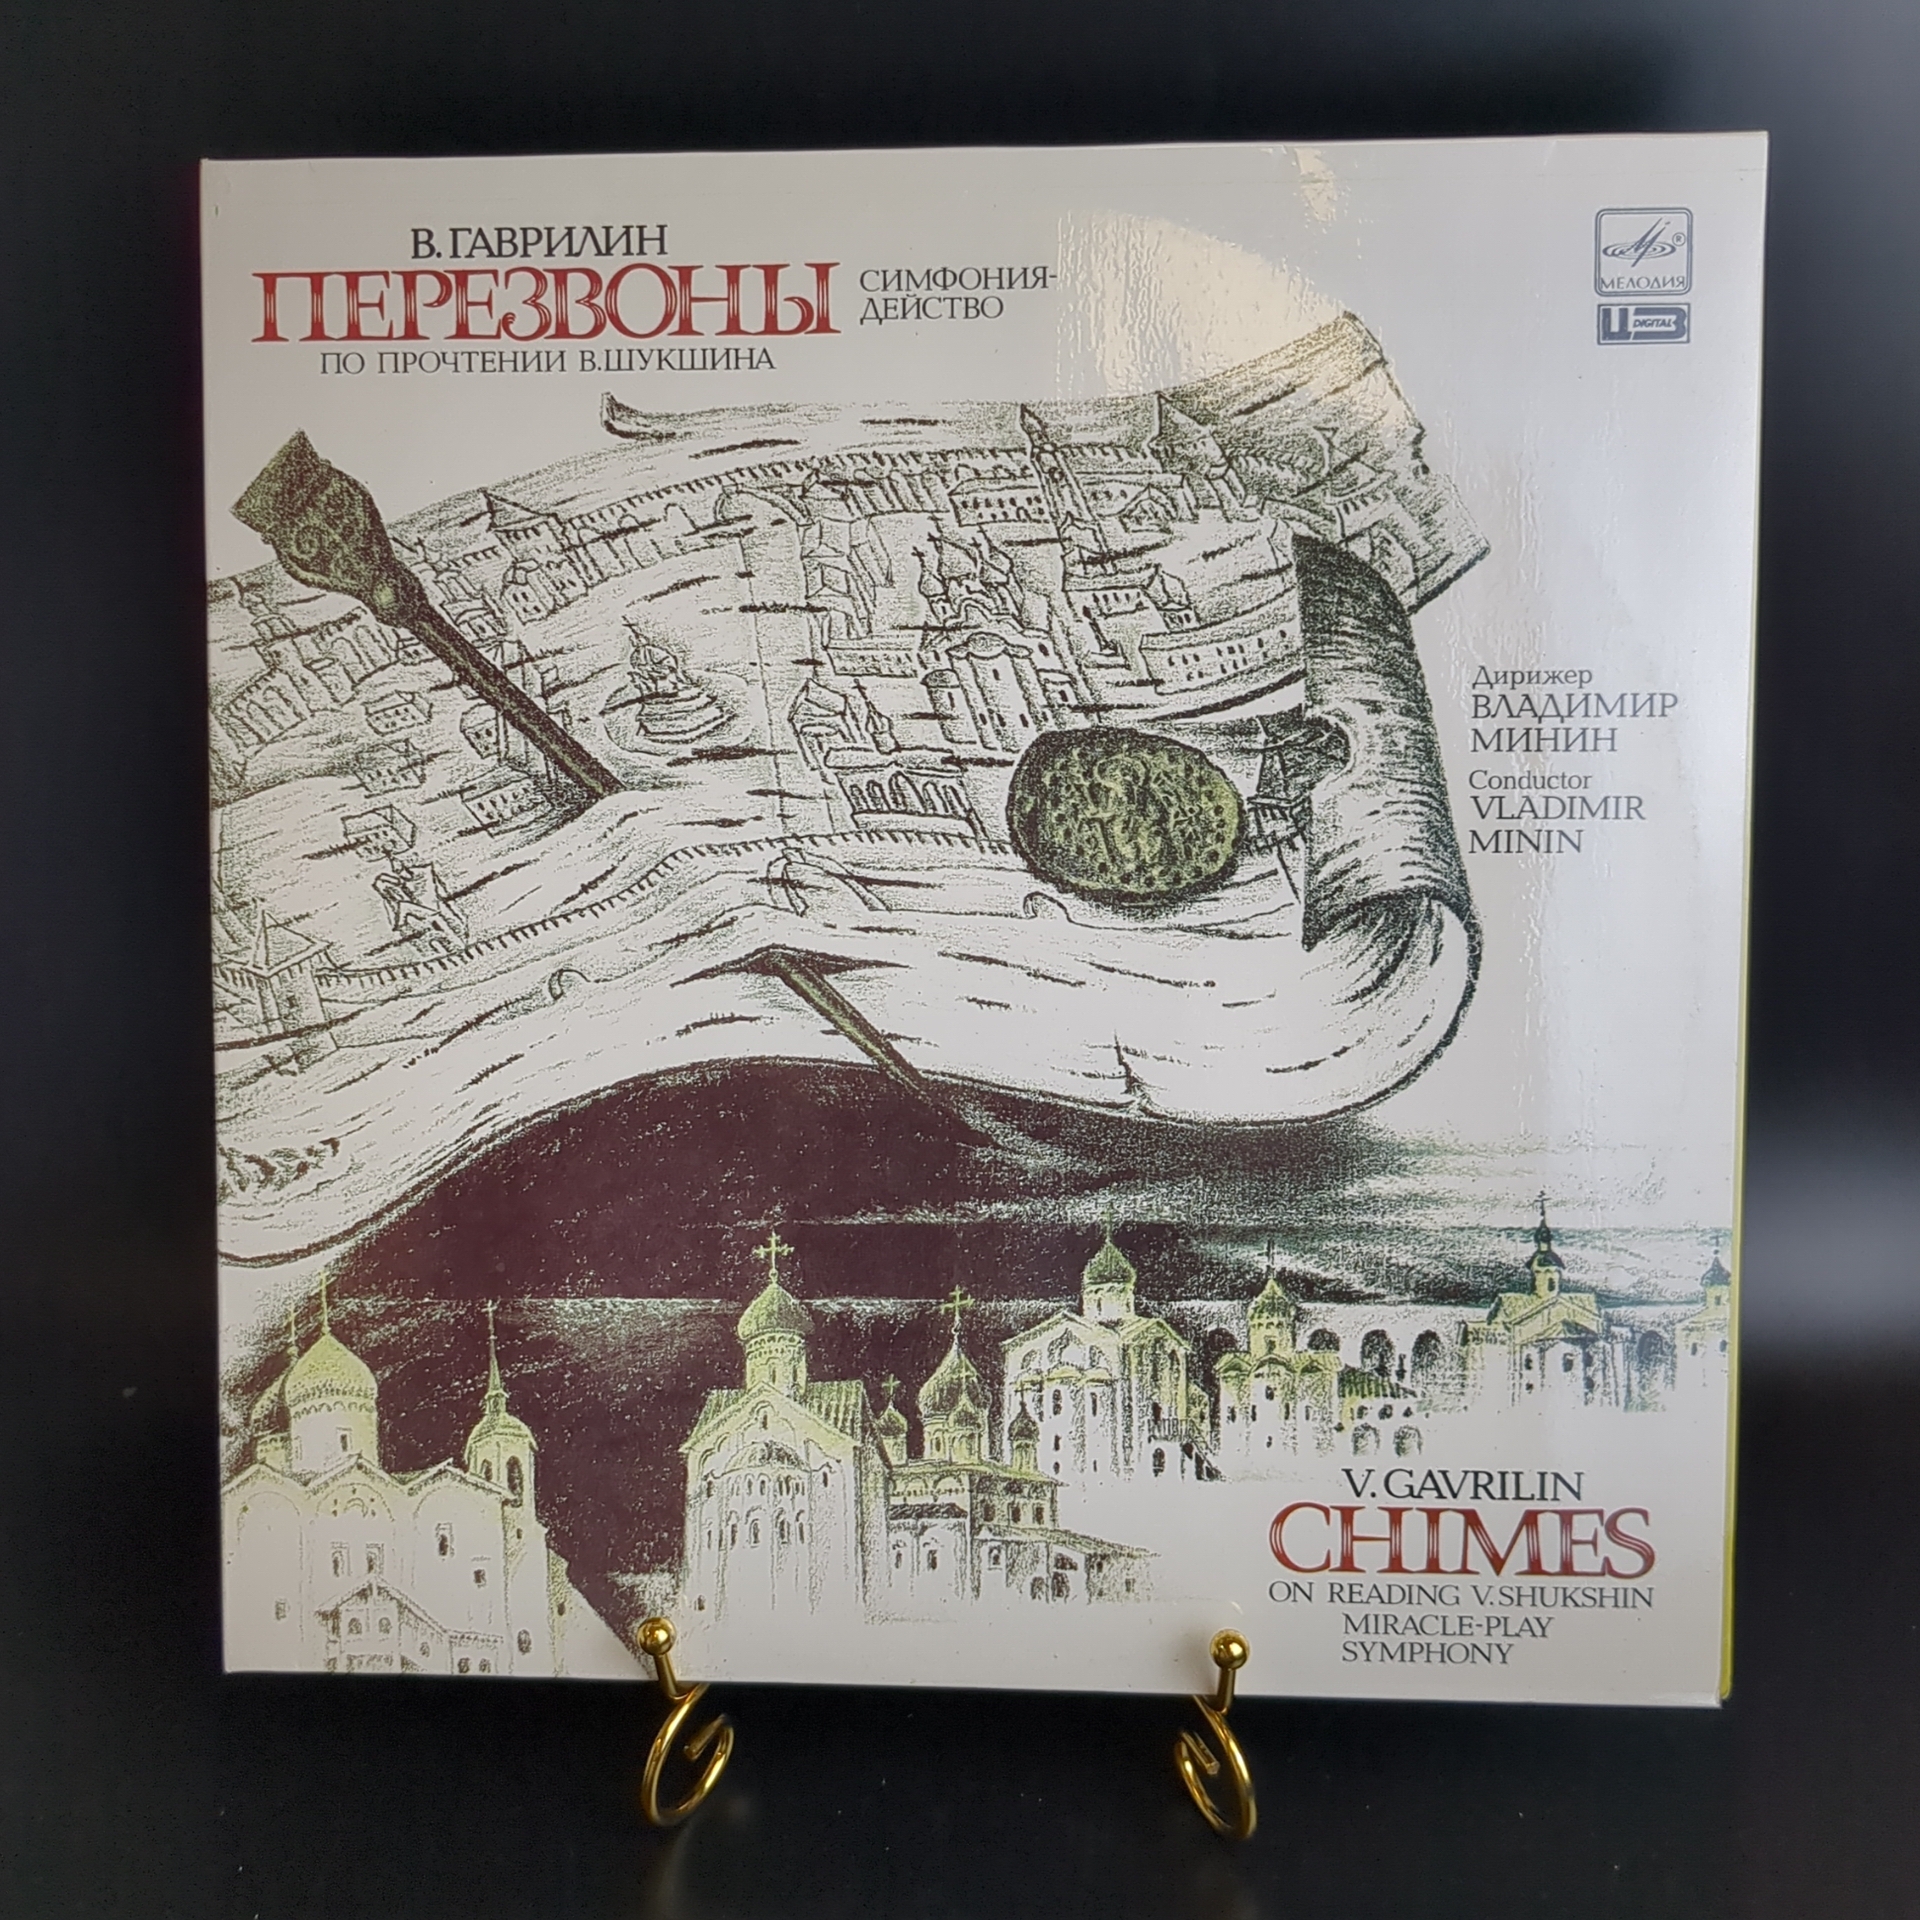 В. ГАВРИЛИН
ПЕРЕЗВОНЫ
СИМФОНИЯ-
ДЕЙСТВО
ПО ПРОЧТЕНИИ В. ШУКШИНА
МЕЛОДИЯ
ЦЗ DIGITAL
Дирижер
ВЛАДИМИР
МИНИН
Conductor
VLADIMIR
MININ
V. GAVRILIN
CHIMES
ON READING V. SHUKSHIN
MIRACLE-PLAY
SYMPHONY